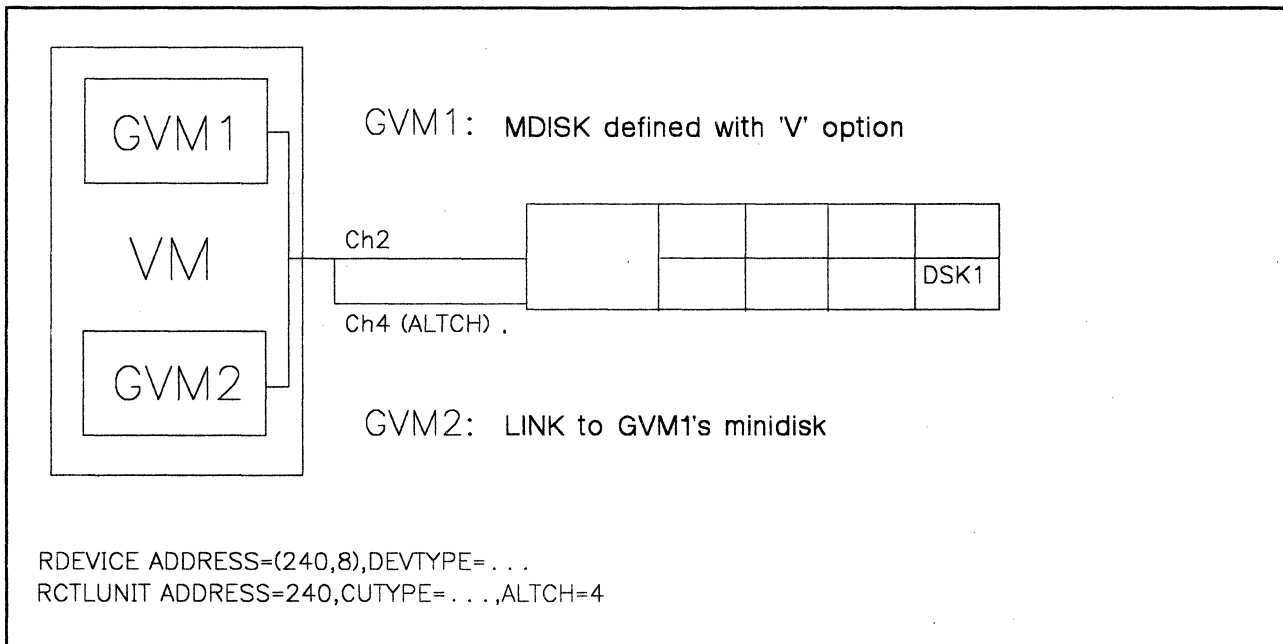 GVM1
GVM1: MDISK defined with 'V' option
VM
Ch2
DSK1
Ch4 (ALTCH) .
GVM2
GVM2: LINK to GVM1's minidisk
RDEVICE ADDRESS=(240,8),DEVTYPE=...
RCTLUNIT ADDRESS=240,CUTYPE=...,ALTCH=4